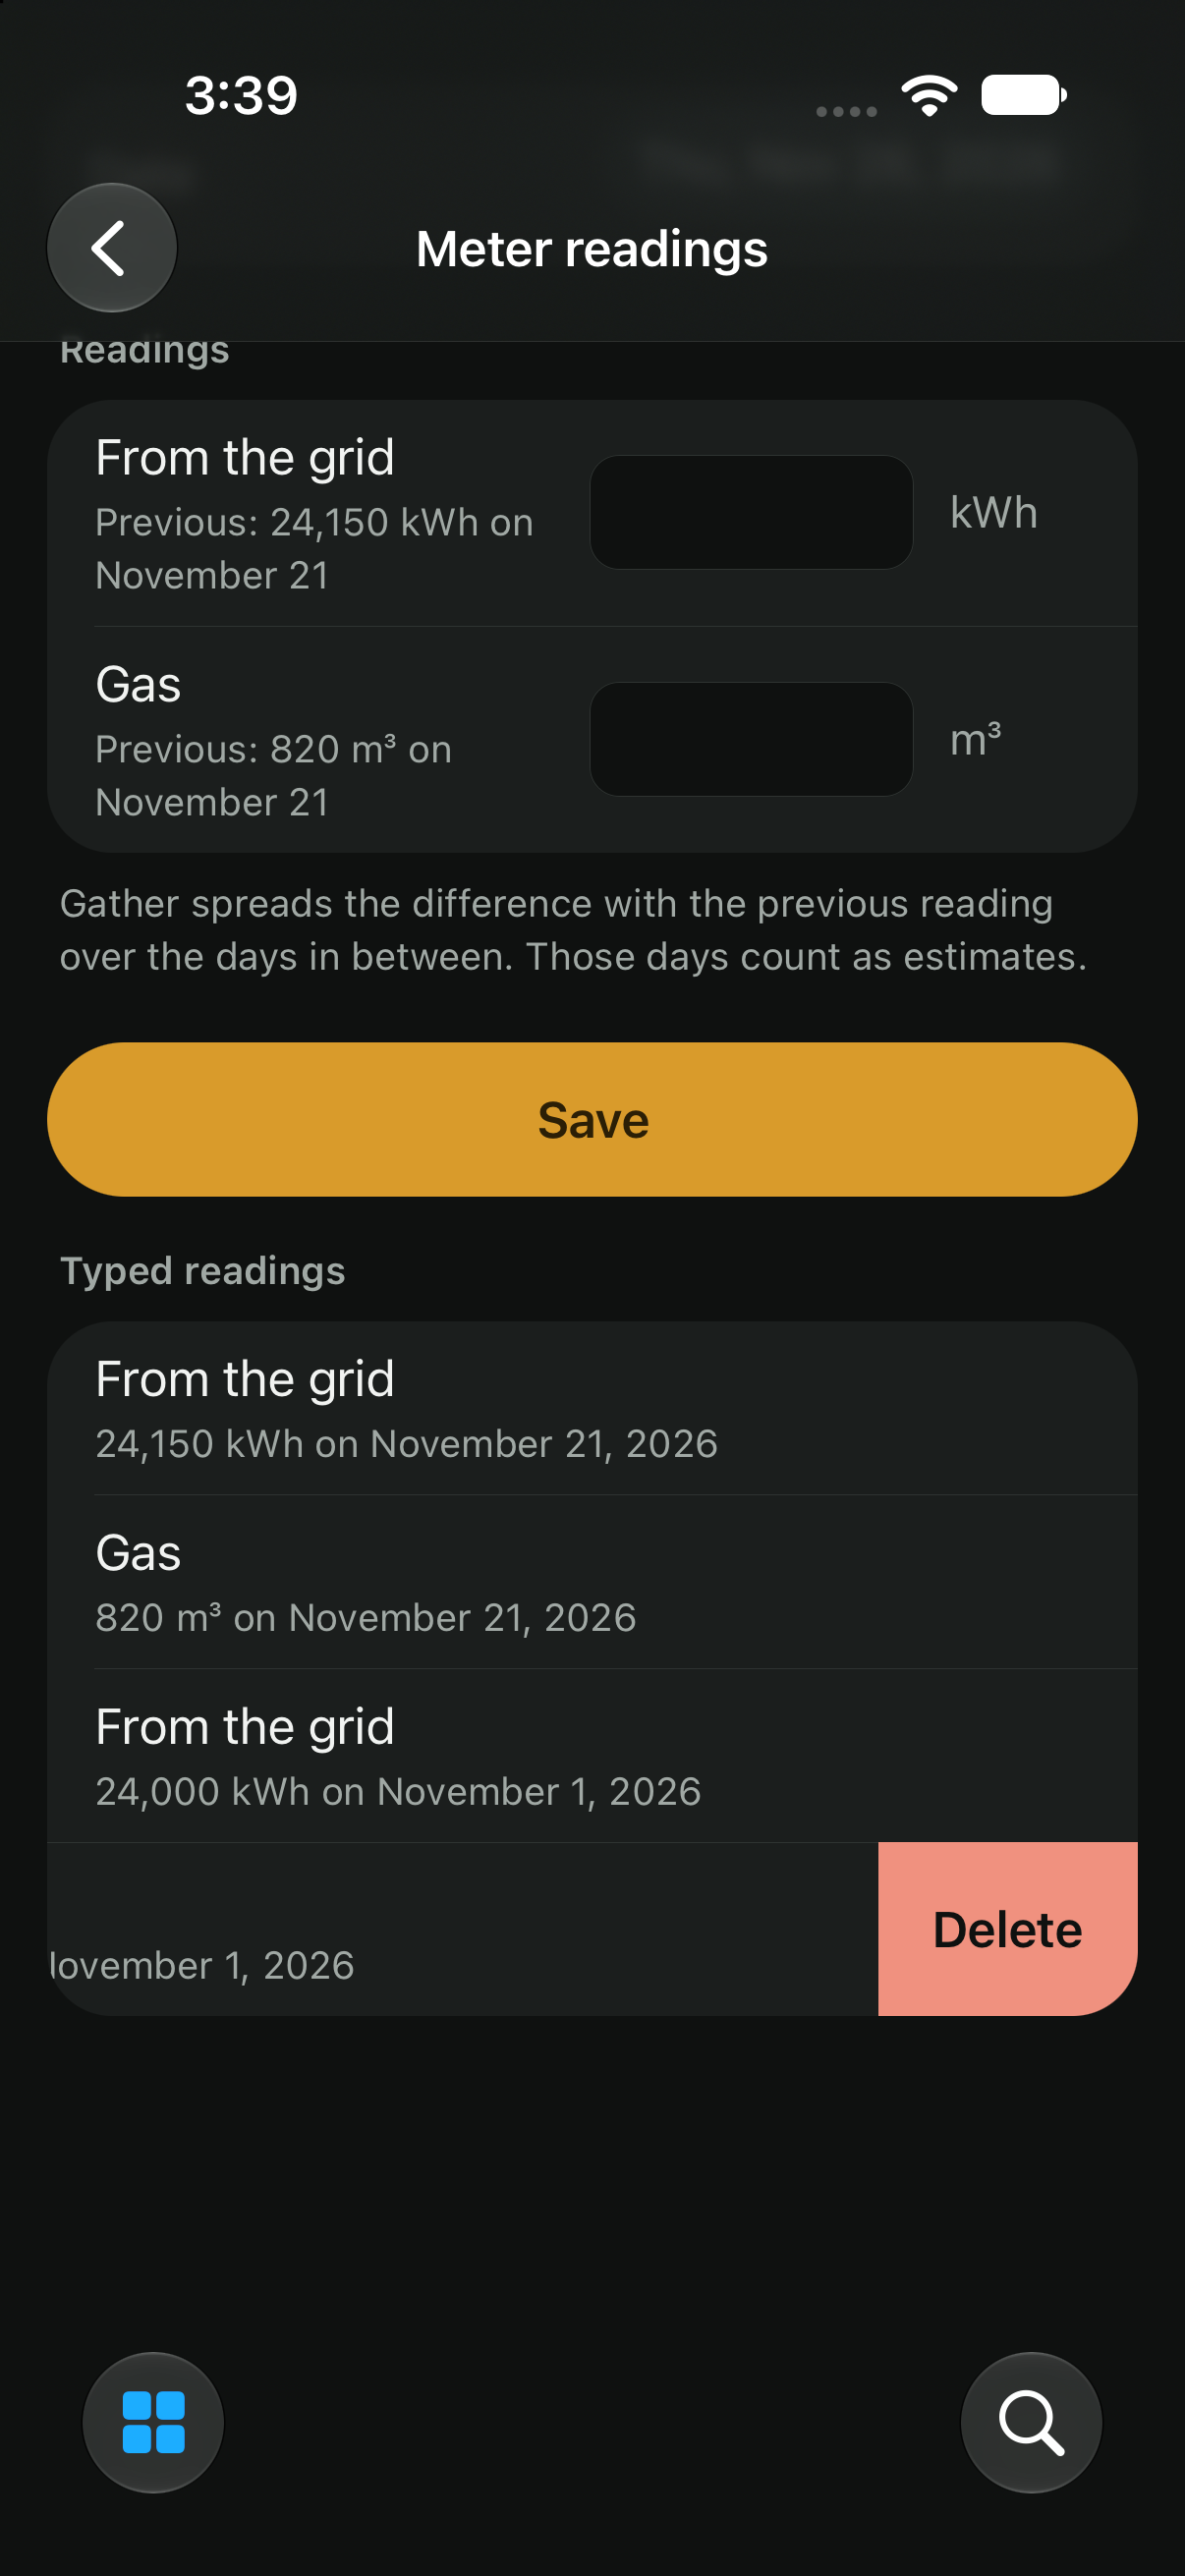 3:39
Meter readings
Readings
From the grid
Previous: 24,150 kWh on
November 21
kWh
Gas
Previous: 820 m³ on
November 21
m³
Gather spreads the difference with the previous reading
over the days in between. Those days count as estimates.
Save
Typed readings
From the grid
24,150 kWh on November 21, 2026
Gas
820 m³ on November 21, 2026
From the grid
24,000 kWh on November 1, 2026
ovember 1, 2026
Delete